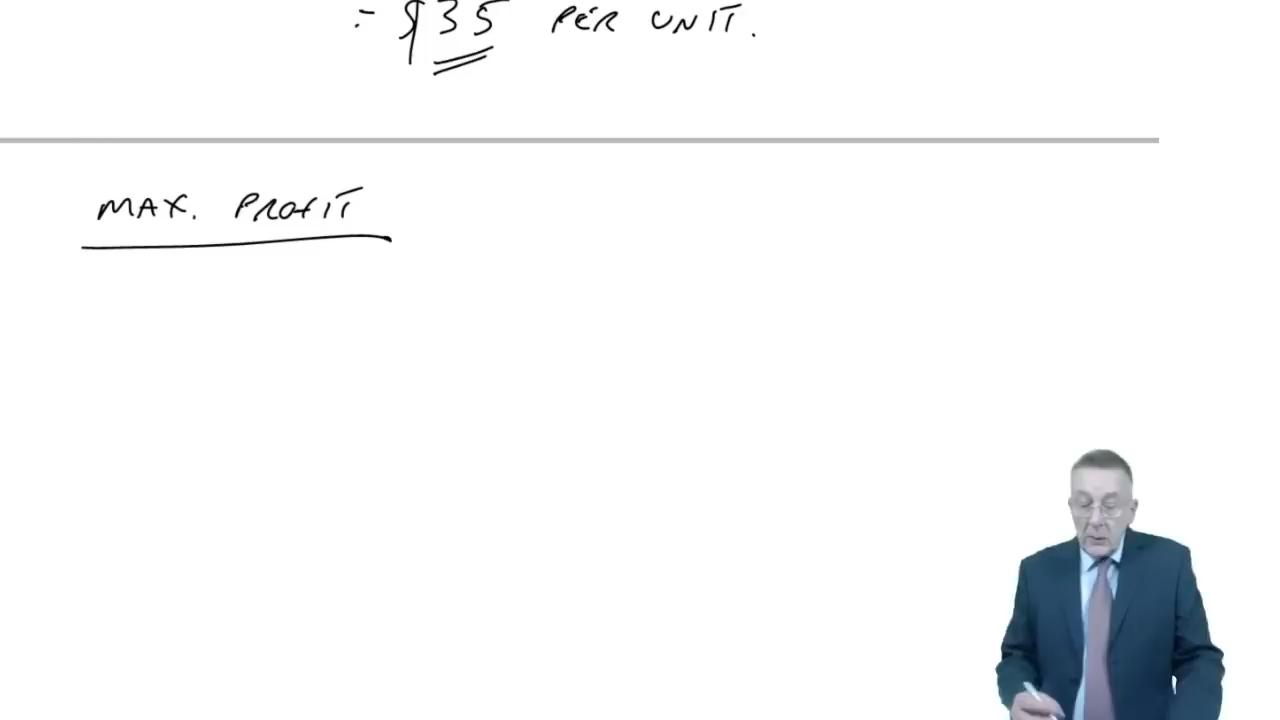 = $35 PER UNIT.
MAX. PROFIT